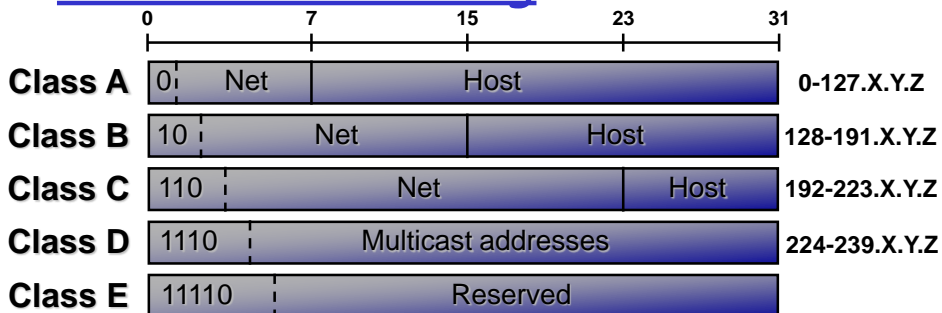 0 7 15 23 31
Class A 0 Net Host 0-127.X.Y.Z
Class B 10 Net Host 128-191.X.Y.Z
Class C 110 Net Host 192-223.X.Y.Z
Class D 1110 Multicast addresses 224-239.X.Y.Z
Class E 11110 Reserved